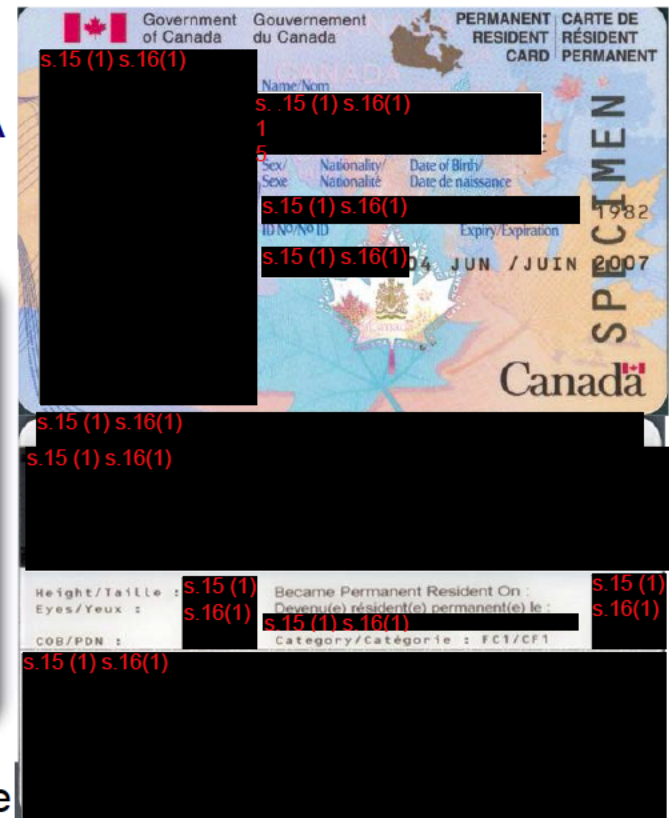 Government Gouvernement
of Canada du Canada
PERMANENT CARTE DE
RESIDENT RÉSIDENT
CARD PERMANENT
s.15 (1) s.16(1)
CANADA
Name/Nom
s. .15 (1) s.16(1)
1
5
Sex/ Nationality/ Date of Birth/
Sexe Nationalité Date de naissance
s.15 (1) s.16(1)
1982
ID No/No ID Expiry/Expiration
s.15 (1) s.16(1) 04 JUN /JUIN 2007
SPECIMEN
Canada
Canada
s.15 (1) s.16(1)
s.15 (1) s.16(1)
Height/Taille : s.15 (1) Became Permanent Resident On : s.15 (1)
Eyes/Yeux : s.16(1) Devenu(e) résident(e) permanent(e) le : s.16(1)
s.15 (1) s.16(1)
COB/PDN : Category/Catégorie : FC1/CF1
s.15 (1) s.16(1)
e